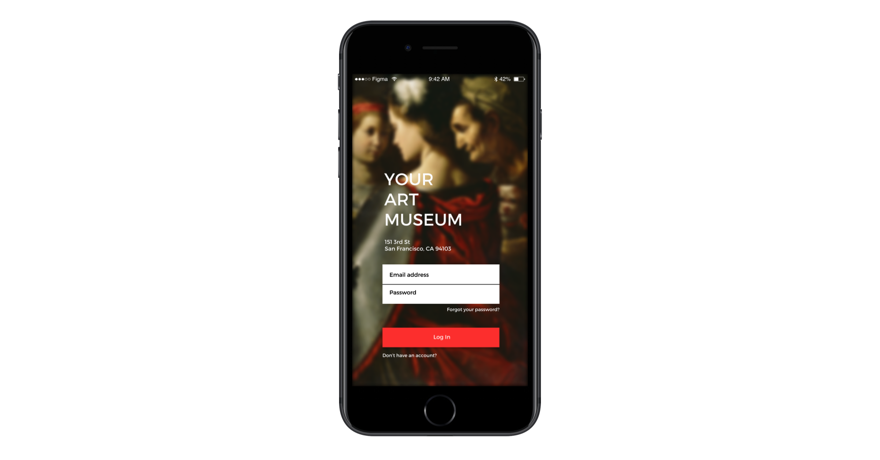 Figma 9:42 AM 42%
YOUR
ART
MUSEUM
151 3rd St
San Francisco, CA 94103
Email address
Password
Forgot your password?
Log In
Don't have an account?